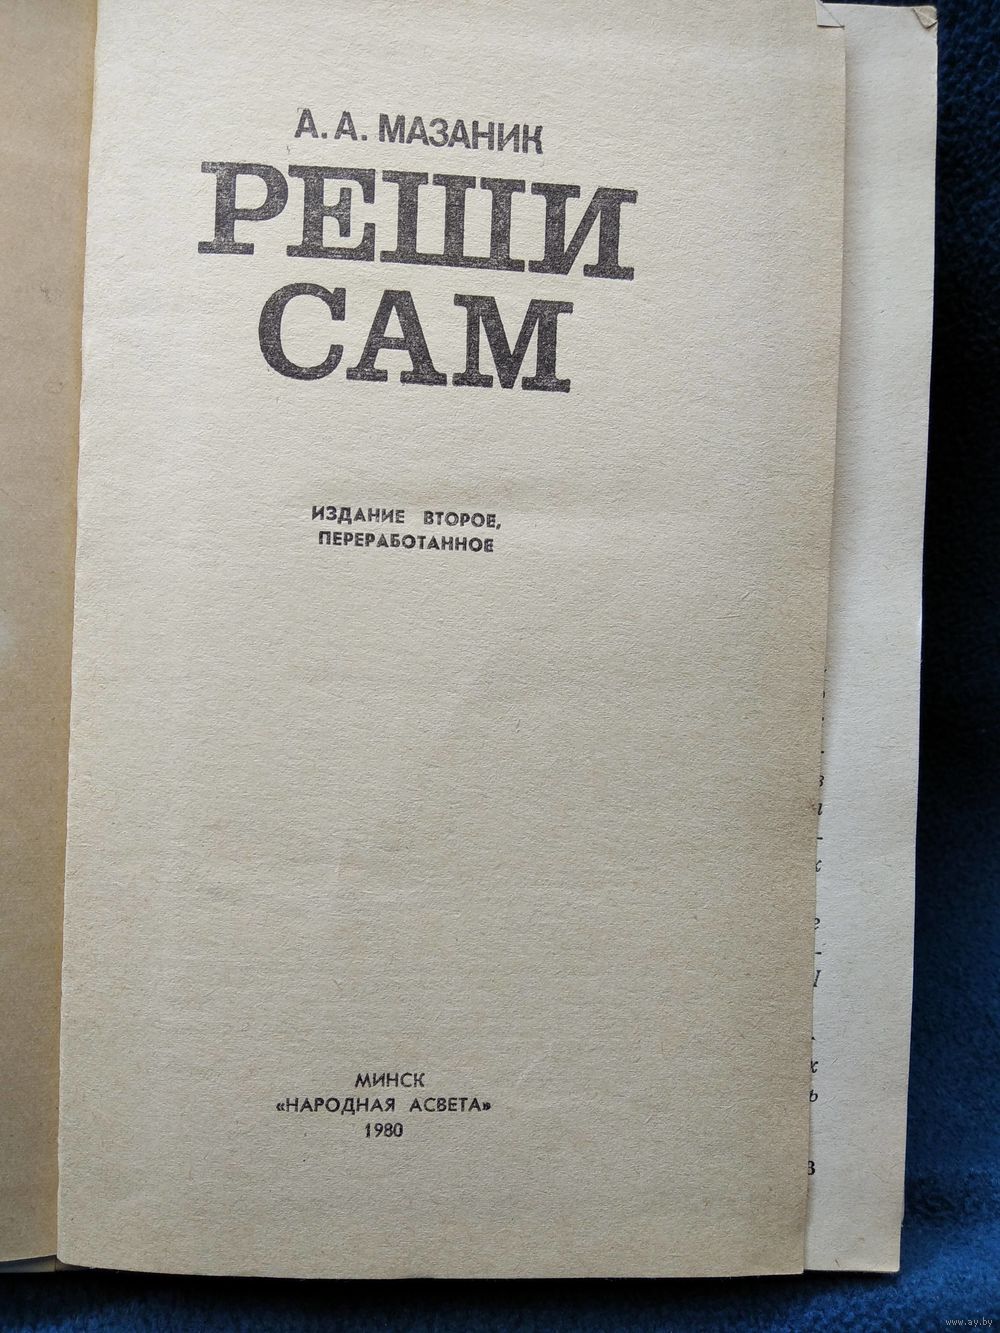 А. А. МАЗАНИК
РЕШИ
САМ
ИЗДАНИЕ ВТОРОЕ,
ПЕРЕРАБОТАННОЕ
МИНСК
«НАРОДНАЯ АСВЕТА»
1980
www.ay.by